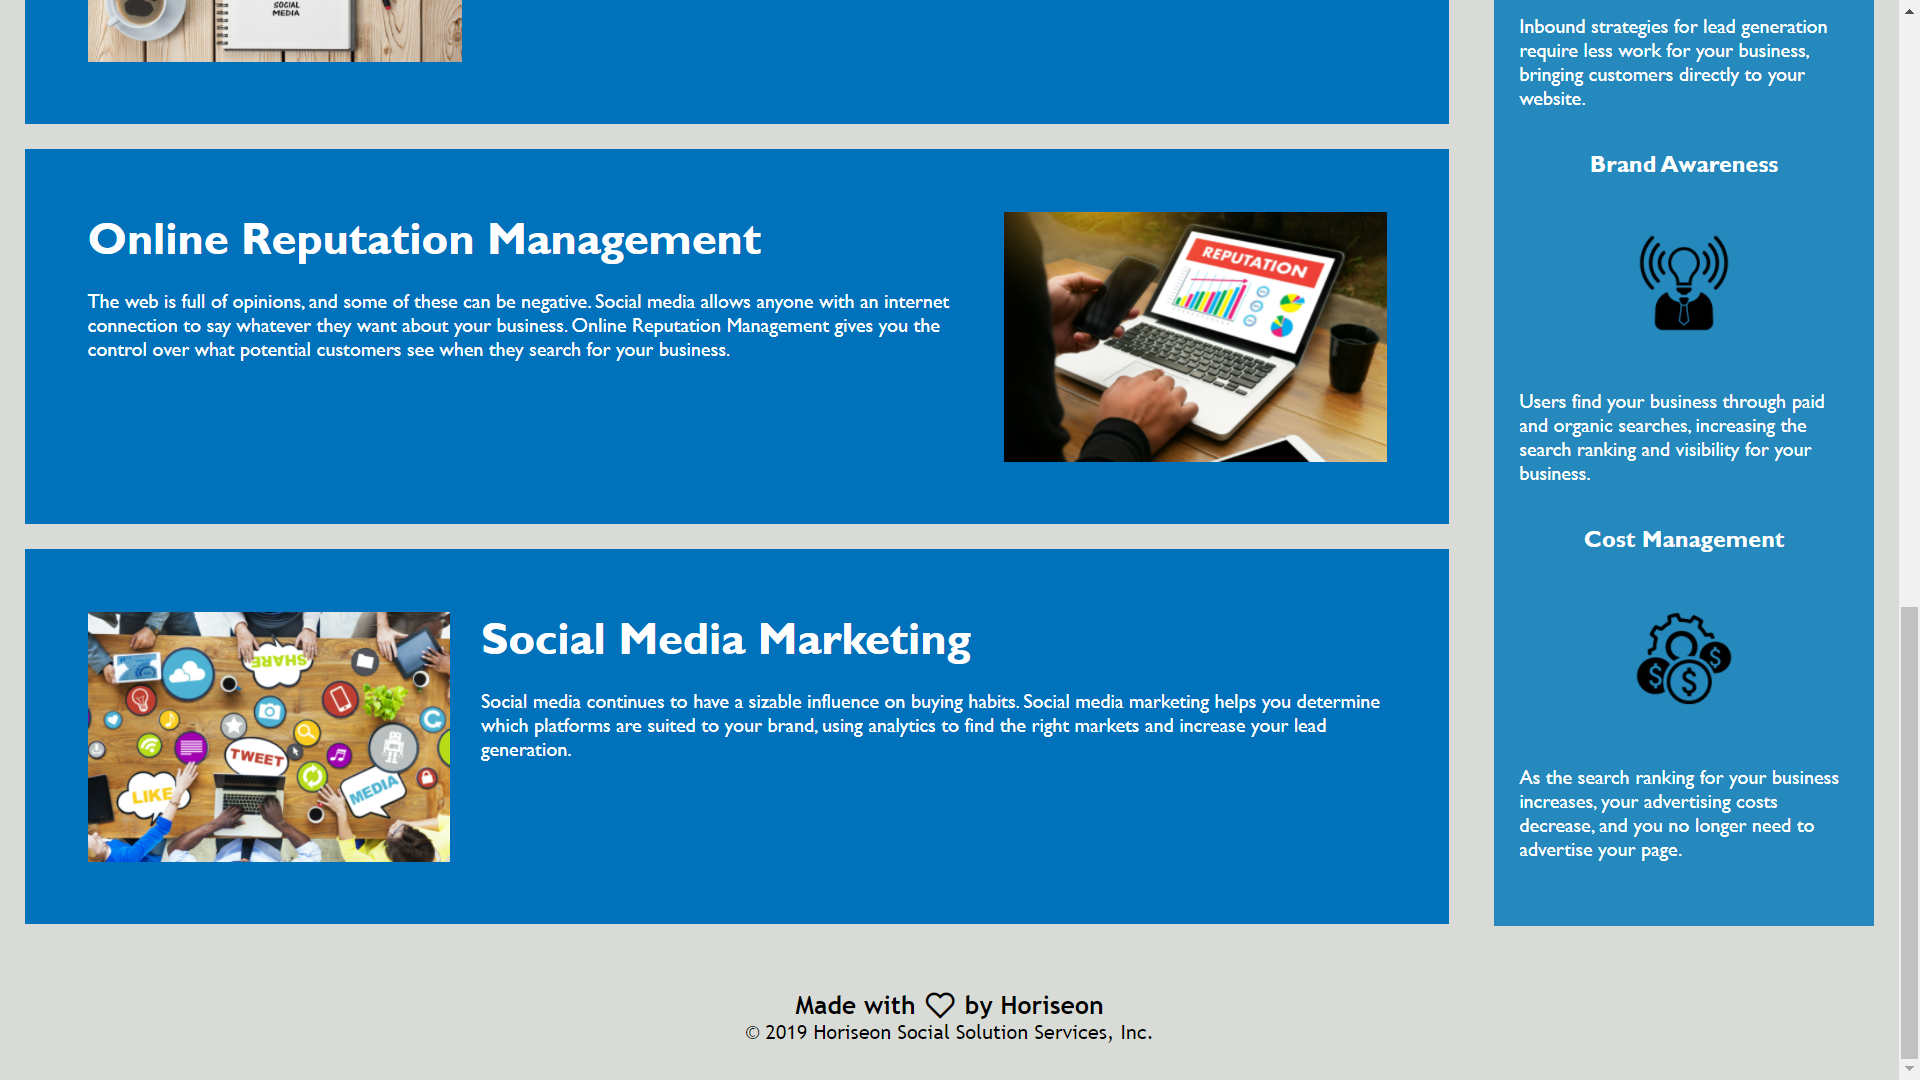 SOCIAL
MEDIA
Online Reputation Management
The web is full of opinions, and some of these can be negative. Social media allows anyone with an internet
connection to say whatever they want about your business. Online Reputation Management gives you the
control over what potential customers see when they search for your business.
REPUTATION
SHARE
TWEET
LIKE
MEDIA
Social Media Marketing
Social media continues to have a sizable influence on buying habits. Social media marketing helps you determine
which platforms are suited to your brand, using analytics to find the right markets and increase your lead
generation.
Inbound strategies for lead generation
require less work for your business,
bringing customers directly to your
website.
Brand Awareness
Users find your business through paid
and organic searches, increasing the
search ranking and visibility for your
business.
Cost Management
$ $ $
As the search ranking for your business
increases, your advertising costs
decrease, and you no longer need to
advertise your page.
Made with ♡ by Horiseon
© 2019 Horiseon Social Solution Services, Inc.